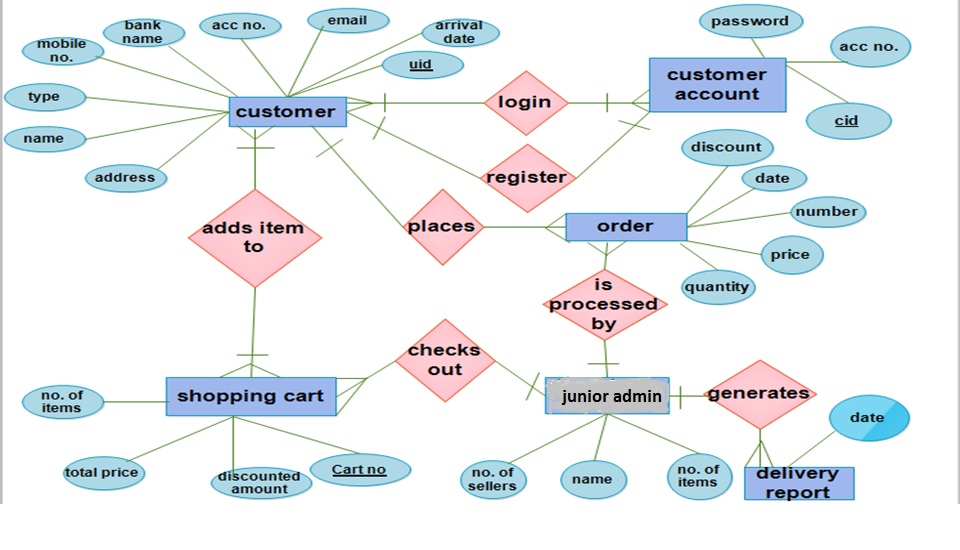 email
password
bank
name
acc no.
arrival
date
mobile
no.
acc no.
uid
customer
account
type
login
customer
cid
name
discount
address
register
date
number
adds item
to
places
order
price
is
processed
by
quantity
checks
out
shopping cart
junior admin
generates
no. of
items
date
total price
discounted
amount
Cart no
no. of
sellers
name
no. of
items
delivery
report